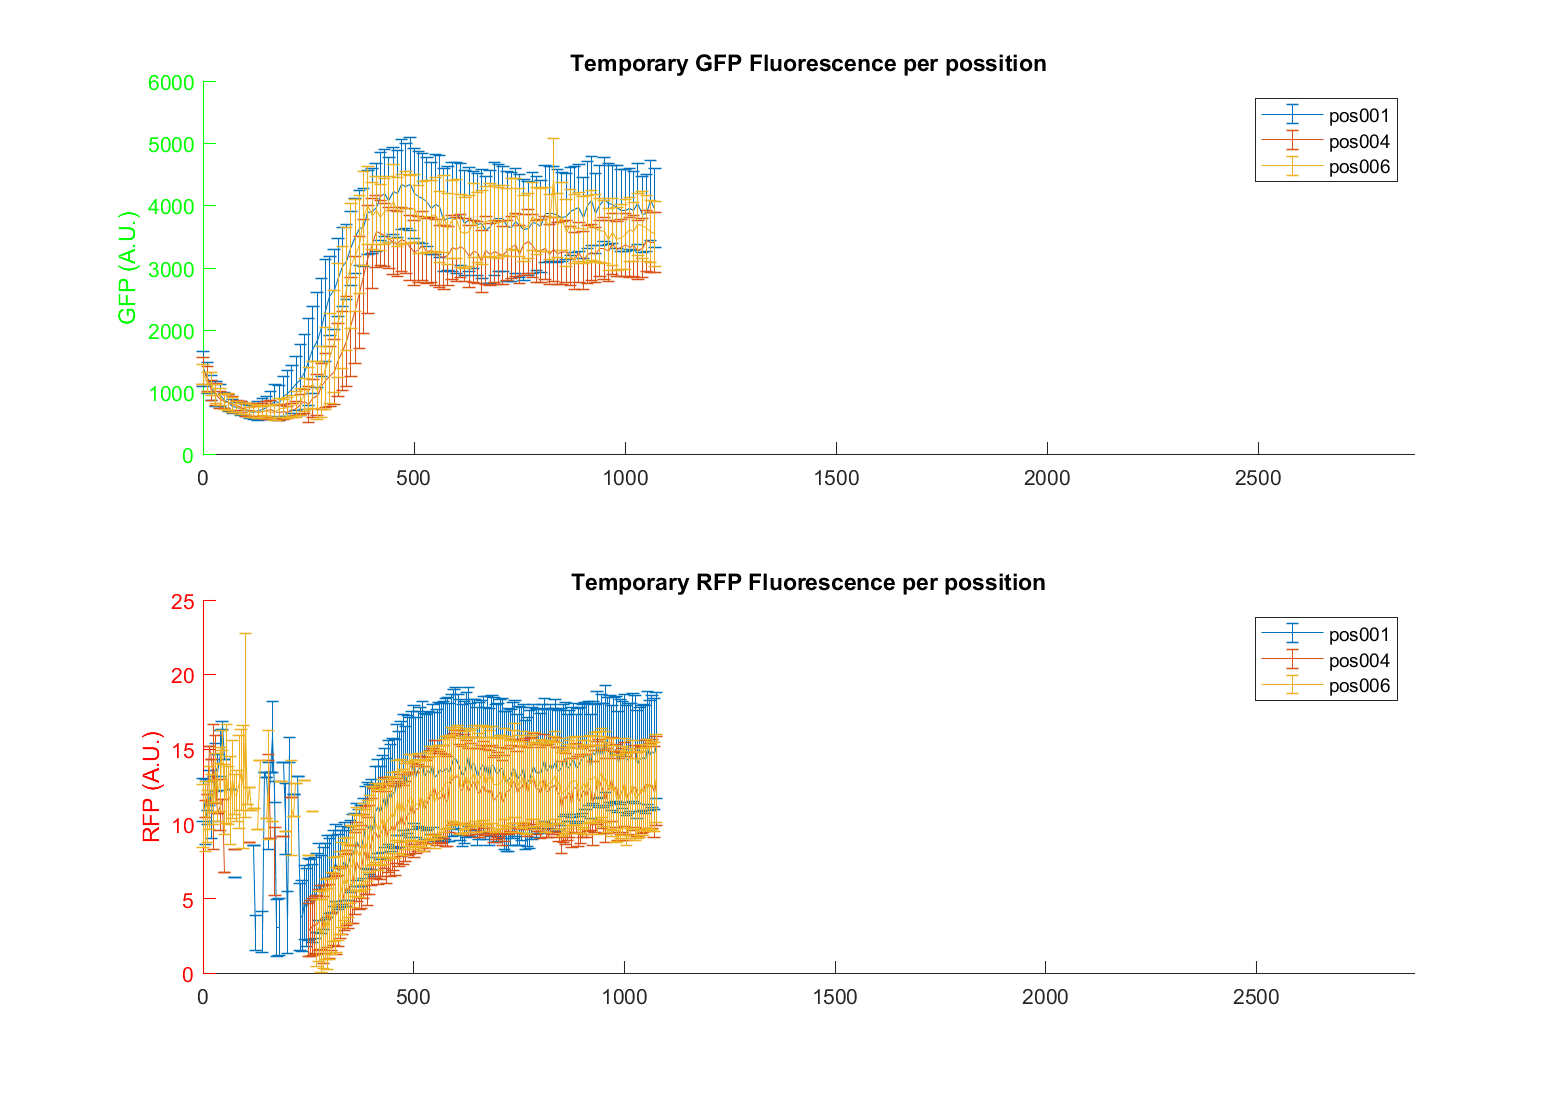 Temporary GFP Fluorescence per possition
6000
5000
4000
3000
2000
1000
0
GFP (A.U.)
0 500 1000 1500 2000 2500
pos001
pos004
pos006
Temporary RFP Fluorescence per possition
25
20
15
10
5
0
RFP (A.U.)
0 500 1000 1500 2000 2500
pos001
pos004
pos006